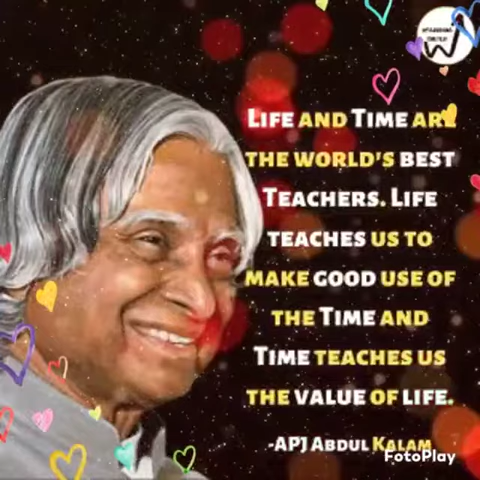 LIFE AND TIME ARE
THE WORLD'S BEST
TEACHERS. LIFE
TEACHES US TO
MAKE GOOD USE OF
THE TIME AND
TIME TEACHES US
THE VALUE OF LIFE.
-APJ ABDUL KALAM
FotoPlay